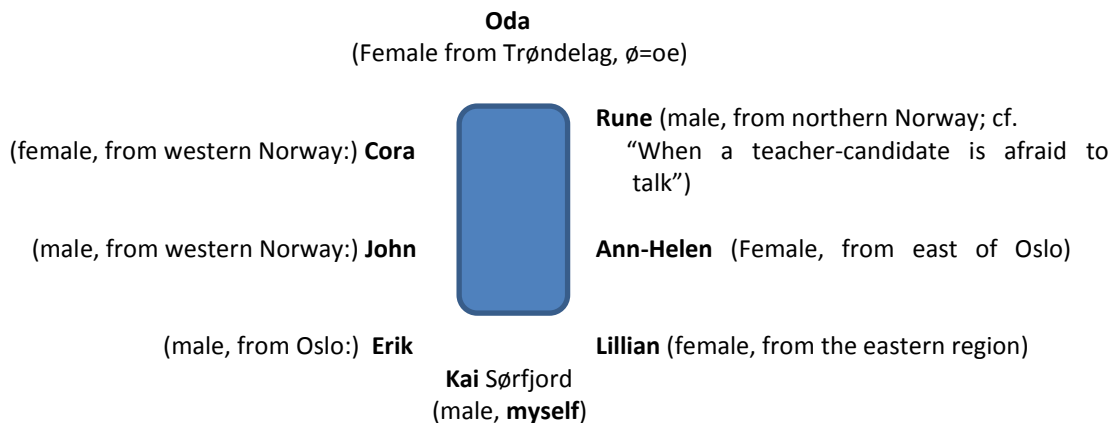 Oda
(Female from Trøndelag, ø=oe)
Rune (male, from northern Norway; cf.
(female, from western Norway:) Cora
“When a teacher-candidate is afraid to
talk”)
(male, from western Norway:) John
Ann-Helen (Female, from east of Oslo)
(male, from Oslo:) Erik
Lillian (female, from the eastern region)
Kai Sørfjord
(male, myself)